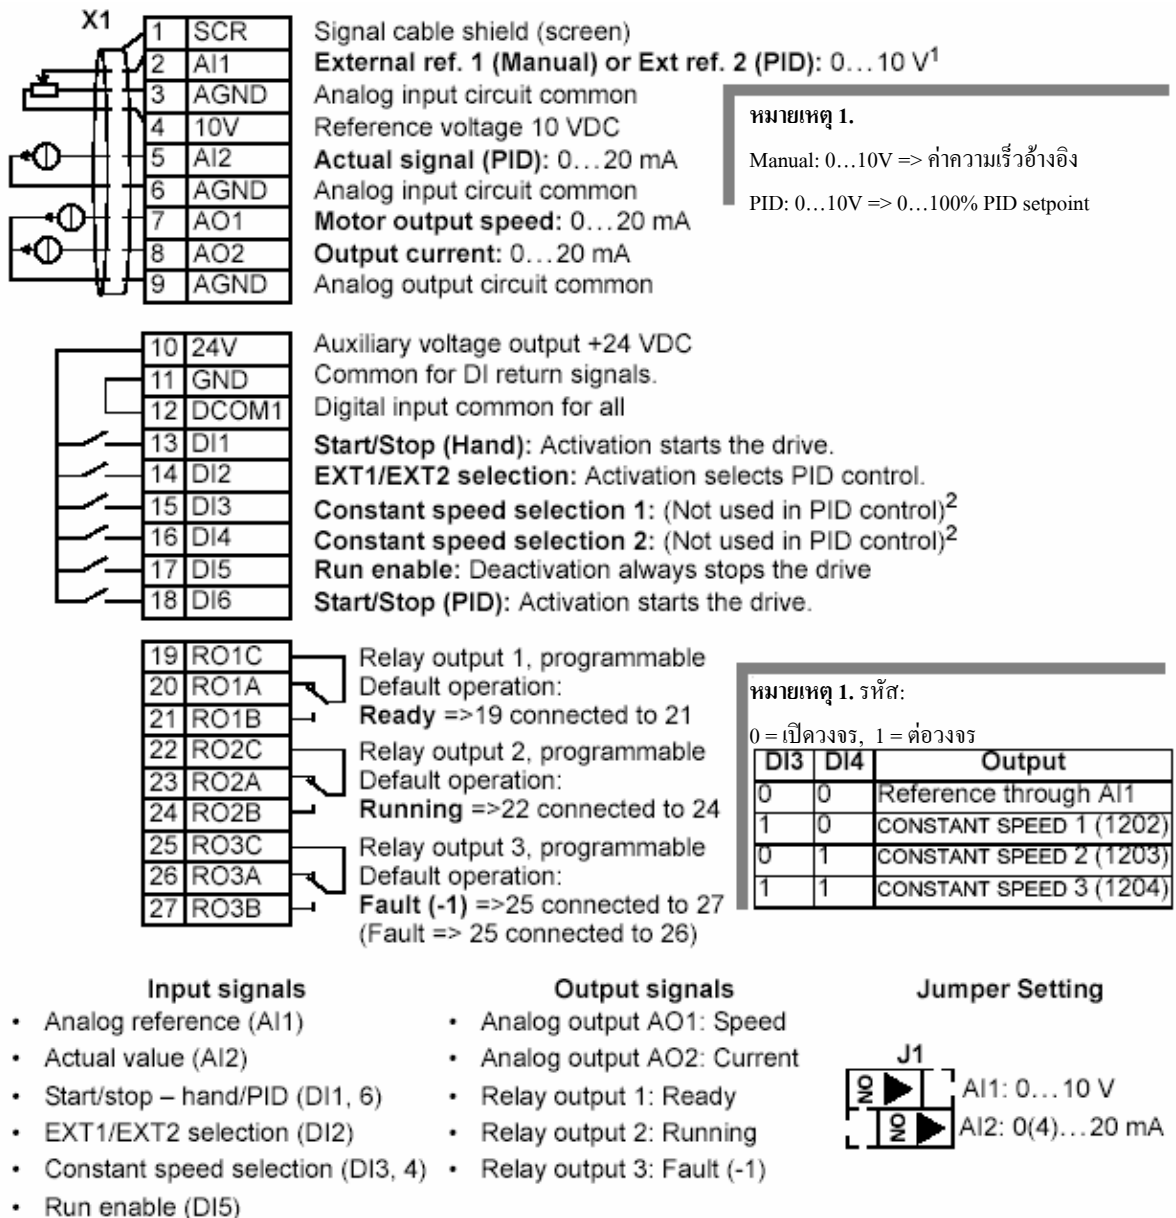 X1
1 SCR Signal cable shield (screen)
2 AI1 External ref. 1 (Manual) or Ext ref. 2 (PID): 0…10 V1
3 AGND Analog input circuit common
4 10V Reference voltage 10 VDC
5 AI2 Actual signal (PID): 0…20 mA
6 AGND Analog input circuit common
7 AO1 Motor output speed: 0…20 mA
8 AO2 Output current: 0…20 mA
9 AGND Analog output circuit common
หมายเหตุ 1.
Manual: 0…10V => ค่าความเร็วอ้างอิง
PID: 0…10V => 0…100% PID setpoint
10 24V Auxiliary voltage output +24 VDC
11 GND Common for DI return signals.
12 DCOM1 Digital input common for all
13 DI1 Start/Stop (Hand): Activation starts the drive.
14 DI2 EXT1/EXT2 selection: Activation selects PID control.
15 DI3 Constant speed selection 1: (Not used in PID control)2
16 DI4 Constant speed selection 2: (Not used in PID control)2
17 DI5 Run enable: Deactivation always stops the drive
18 DI6 Start/Stop (PID): Activation starts the drive.
19 RO1C Relay output 1, programmable
20 RO1A Default operation:
21 RO1B Ready =>19 connected to 21
22 RO2C Relay output 2, programmable
23 RO2A Default operation:
24 RO2B Running =>22 connected to 24
25 RO3C Relay output 3, programmable
26 RO3A Default operation:
27 RO3B Fault (-1) =>25 connected to 27
(Fault => 25 connected to 26)
หมายเหตุ 1. รหัส:
0 = เปิดวงจร, 1 = ต่อวงจร
DI3 DI4 Output
0 0 Reference through AI1
1 0 CONSTANT SPEED 1 (1202)
0 1 CONSTANT SPEED 2 (1203)
1 1 CONSTANT SPEED 3 (1204)
Input signals
• Analog reference (AI1)
• Actual value (AI2)
• Start/stop – hand/PID (DI1, 6)
• EXT1/EXT2 selection (DI2)
• Constant speed selection (DI3, 4)
• Run enable (DI5)
Output signals
• Analog output AO1: Speed
• Analog output AO2: Current
• Relay output 1: Ready
• Relay output 2: Running
• Relay output 3: Fault (-1)
Jumper Setting
J1
ON AI1: 0…10 V
ON AI2: 0(4)…20 mA